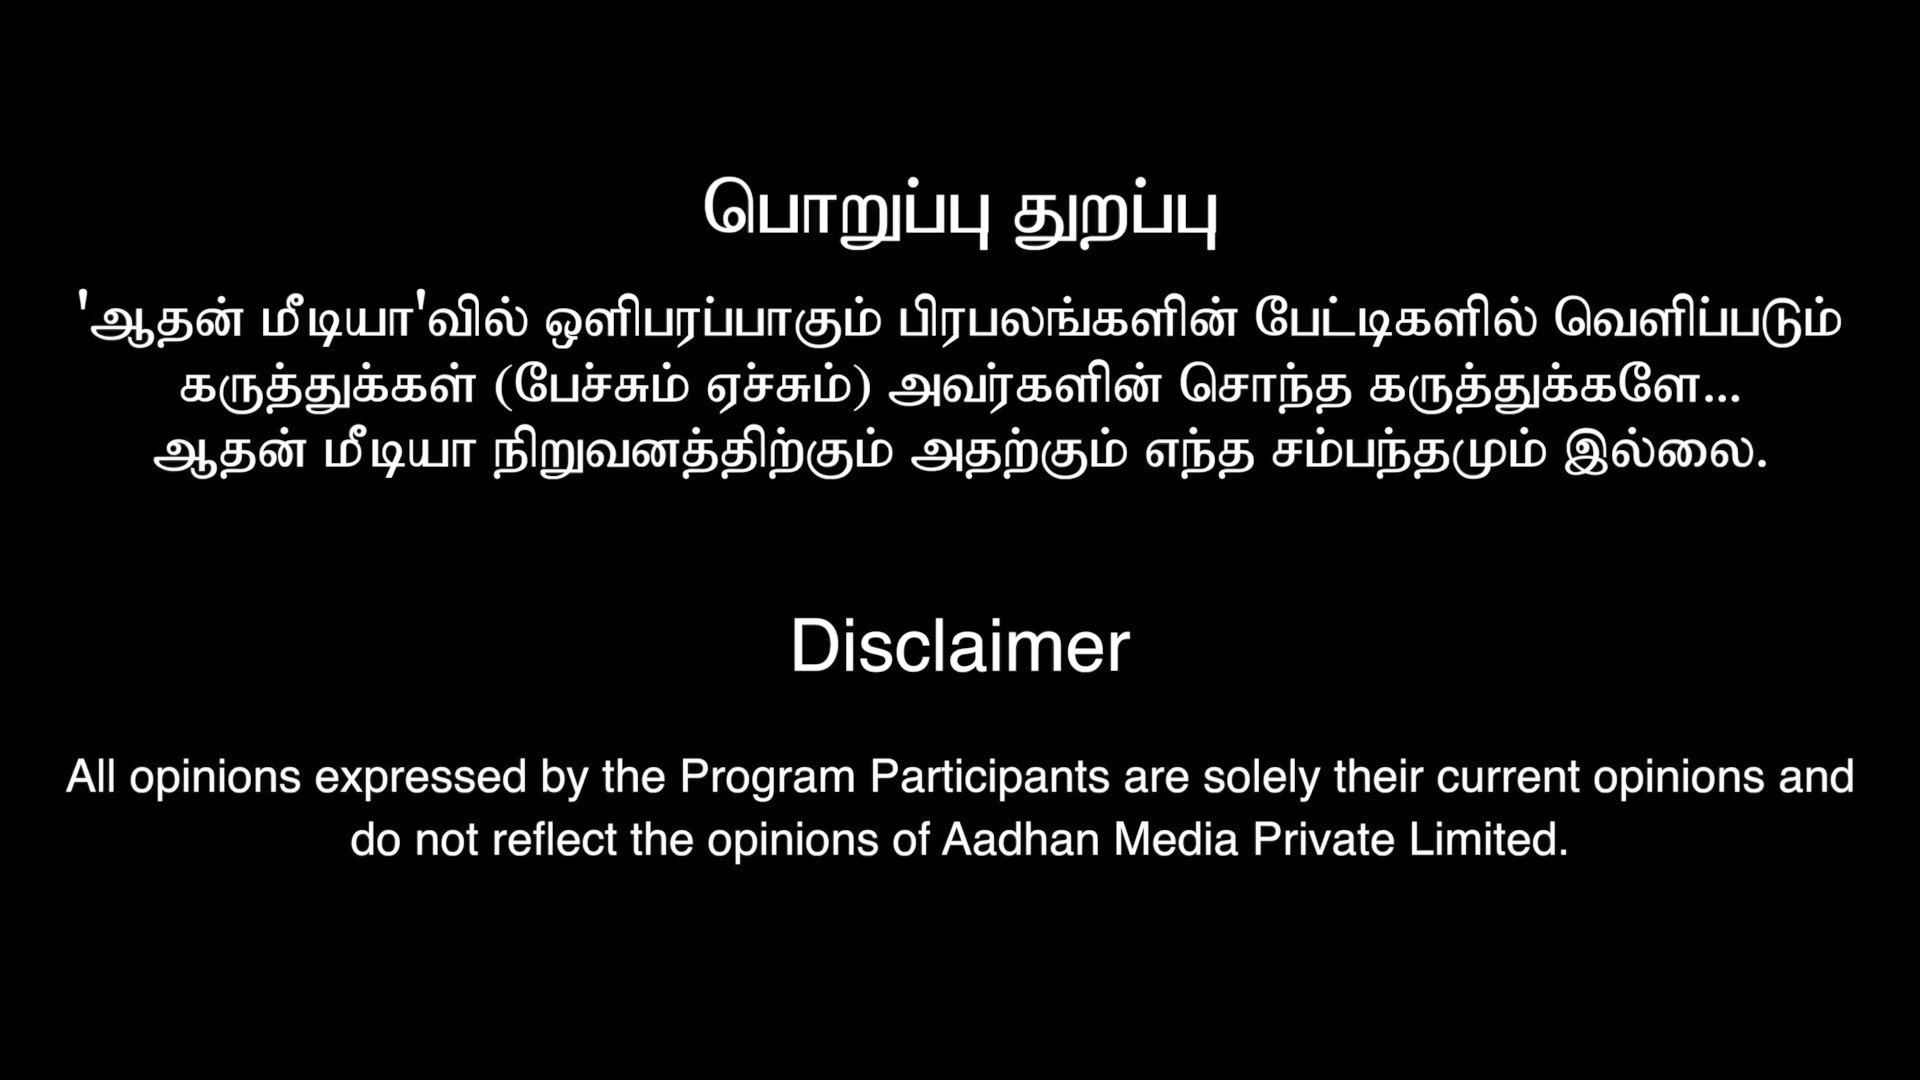 பொறுப்பு துறப்பு
'ஆதன் மீடியா'வில் ஒளிபரப்பாகும் பிரபலங்களின் பேட்டிகளில் வெளிப்படும்
கருத்துக்கள் (பேச்சும் ஏச்சும்) அவர்களின் சொந்த கருத்துக்களே...
ஆதன் மீடியா நிறுவனத்திற்கும் அதற்கும் எந்த சம்பந்தமும் இல்லை.
Disclaimer
All opinions expressed by the Program Participants are solely their current opinions and
do not reflect the opinions of Aadhan Media Private Limited.